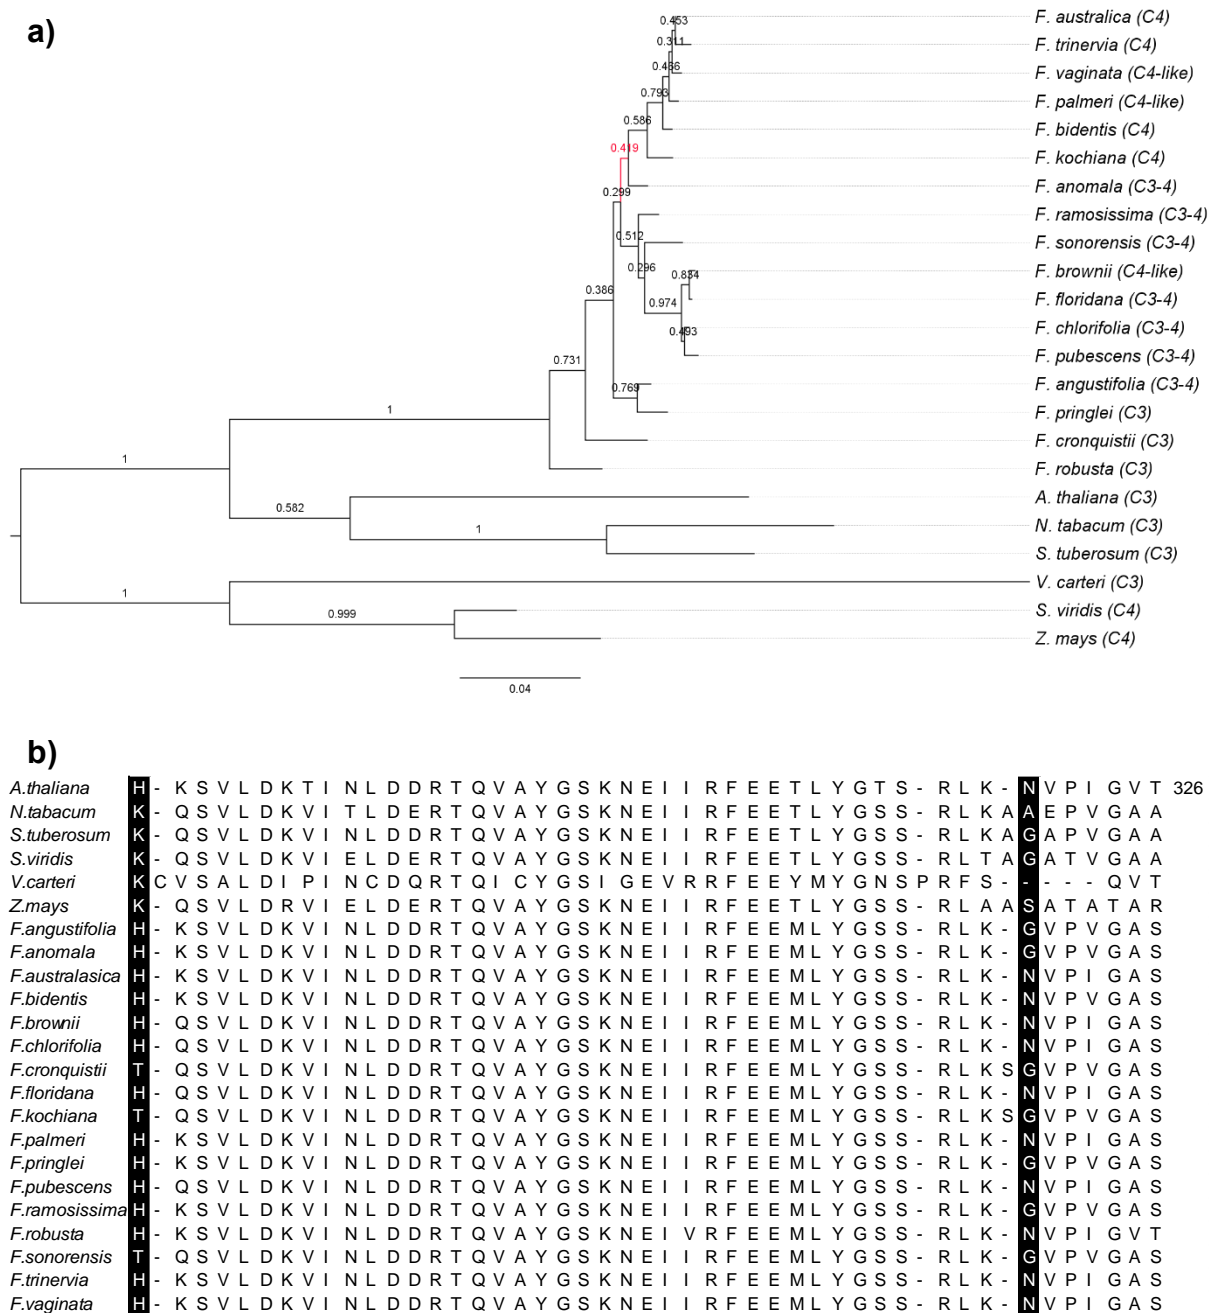 a)
0.453
F. australica (C4)
0.311
F. trinervia (C4)
0.466
F. vaginata (C4-like)
0.793
F. palmeri (C4-like)
0.586
F. bidentis (C4)
0.419
F. kochiana (C4)
0.299
F. anomala (C3-4)
F. ramosissima (C3-4)
0.512
F. sonorensis (C3-4)
0.296
0.834
F. brownii (C4-like)
0.386
0.974
F. floridana (C3-4)
0.493
F. chlorifolia (C3-4)
0.731
F. pubescens (C3-4)
0.769
F. angustifolia (C3-4)
1
F. pringlei (C3)
F. cronquistii (C3)
1
F. robusta (C3)
0.582
A. thaliana (C3)
1
N. tabacum (C3)
S. tuberosum (C3)
1
V. carteri (C3)
0.999
S. viridis (C4)
Z. mays (C4)
0.04
b)
A.thaliana H - K S V L D K T I N L D D R T Q V A Y G S K N E I I R F E E T L Y G T S - R L K - N V P I G V T 326
N.tabacum K - Q S V L D K V I T L D E R T Q V A Y G S K N E I I R F E E T L Y G S S - R L K A A E P V G A A
S.tuberosum K - Q S V L D K V I N L D D R T Q V A Y G S K N E I I R F E E T L Y G S S - R L K A G A P V G A A
S.viridis K - Q S V L D K V I E L D E R T Q V A Y G S K N E I I R F E E T L Y G S S - R L T A G A T V G A A
V.carteri K C V S A L D I P I N C D Q R T Q I C Y G S I G E V R R F E E Y M Y G N S P R F S - - - - - Q V T
Z.mays K - Q S V L D R V I E L D E R T Q V A Y G S K N E I I R F E E T L Y G S S - R L A A S A T A T A R
F.angustifolia H - K S V L D K V I N L D D R T Q V A Y G S K N E I I R F E E M L Y G S S - R L K - G V P V G A S
F.anomala H - K S V L D K V I N L D D R T Q V A Y G S K N E I I R F E E M L Y G S S - R L K - G V P V G A S
F.australasica H - K S V L D K V I N L D D R T Q V A Y G S K N E I I R F E E M L Y G S S - R L K - N V P I G A S
F.bidentis H - K S V L D K V I N L D D R T Q V A Y G S K N E I I R F E E M L Y G S S - R L K - N V P V G A S
F.brownii H - Q S V L D K V I N L D D R T Q V A Y G S K N E I I R F E E M L Y G S S - R L K - N V P I G A S
F.chlorifolia H - Q S V L D K V I N L D D R T Q V A Y G S K N E I I R F E E M L Y G S S - R L K - N V P I G A S
F.cronquistii T - Q S V L D K V I N L D D R T Q V A Y G S K N E I I R F E E M L Y G S S - R L K S G V P V G A S
F.floridana H - Q S V L D K V I N L D D R T Q V A Y G S K N E I I R F E E M L Y G S S - R L K - N V P I G A S
F.kochiana T - Q S V L D K V I N L D D R T Q V A Y G S K N E I I R F E E M L Y G S S - R L K S G V P V G A S
F.palmeri H - K S V L D K V I N L D D R T Q V A Y G S K N E I I R F E E M L Y G S S - R L K - N V P I G A S
F.pringlei H - K S V L D K V I N L D D R T Q V A Y G S K N E I I R F E E M L Y G S S - R L K - G V P V G A S
F.pubescens H - Q S V L D K V I N L D D R T Q V A Y G S K N E I I R F E E M L Y G S S - R L K - N V P I G A S
F.ramosissima H - K S V L D K V I N L D D R T Q V A Y G S K N E I I R F E E M L Y G S S - R L K - G V P V G A S
F.robusta H - K S V L D K V I N L D D R T Q V A Y G S K N E I V R F E E M L Y G S S - R L K - N V P I G V T
F.sonorensis T - Q S V L D K V I N L D D R T Q V A Y G S K N E I I R F E E M L Y G S S - R L K - G V P V G A S
F.trinervia H - K S V L D K V I N L D D R T Q V A Y G S K N E I I R F E E M L Y G S S - R L K - N V P I G A S
F.vaginata H - K S V L D K V I N L D D R T Q V A Y G S K N E I I R F E E M L Y G S S - R L K - N V P I G A S